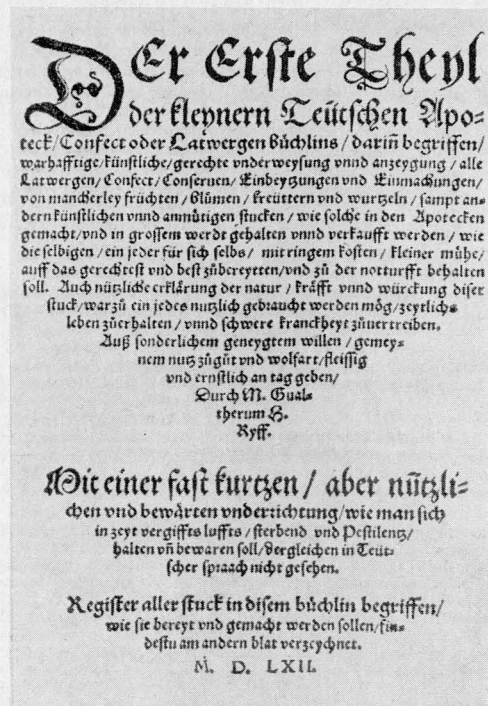 Der Erste Theyl
der kleynern Teütschen Apo=
teck/Confect oder Latwergen Büchlins / dariñ begriffen/
warhafftige/künstliche/gerechte vnderweysung vnnd anzeygung / alle
Latwergen/Confect/Conseruen/Einbeytzungen vnd Einmachungen/
von mancherley früchten/Blůmen/kreüttern vnd wurtzeln/sampt an=
dern künstlichen vnnd anmůtigen stucken / wie solche in den Apotecken
gemacht/vnd in grossem werdt gehalten vnnd verkaufft werden / wie
die selbigen / ein jeder für sich selbs / mit ringem kosten / kleiner mühe/
auff das gerechtest vnd best zůbereytten/vnd zů der notturfft behalten
soll. Auch nützliche erklärung der natur / kräfft vnnd würckung diser
stuck/warzů ein jedes nutzlich gebraucht werden mög/zeytlichs
leben zůerhalten / vnnd schwere kranckheyt zůuertreiben.
Auß sonderlichem geneygtem willen / gemey=
nem nutz zůgůt vnd wolfart/fleissig
vnd ernstlich an tag geben/
Durch M. Gual=
therum H.
Ryff.
Mit einer fast kurtzen / aber nützli=
chen vnd bewärten vnderrichtung/wie man sich
in zeyt vergiffts luffts / sterbend vnd Pestilentz/
halten vñ bewaren soll/dergleichen in Teüt=
scher spraach nicht gesehen.
Register aller stuck in disem bůchlin begriffen/
wie sie bereyt vnd gemacht werden sollen/fin=
destu am andern blat verzeychnet.
M. D. LXII.